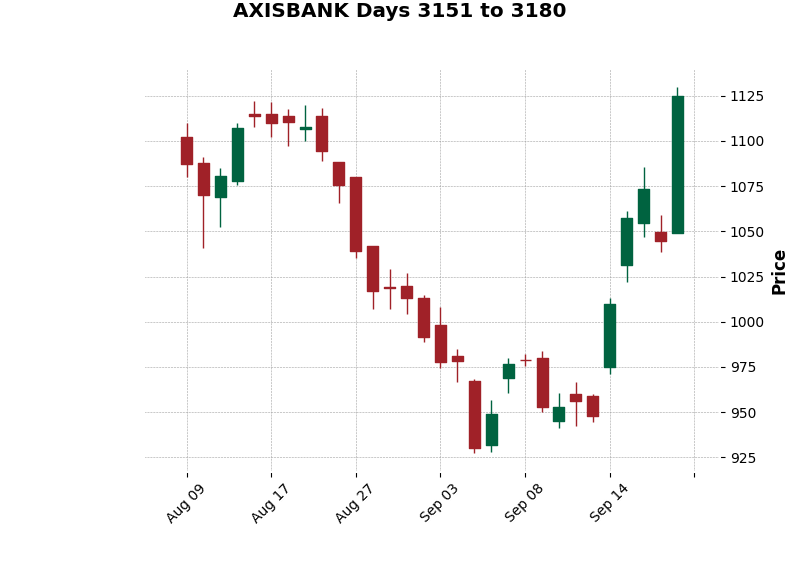 AXISBANK Days 3151 to 3180
1125
1100
1075
1050
1025
1000
975
950
925
Price
Aug 09
Aug 17
Aug 27
Sep 03
Sep 08
Sep 14